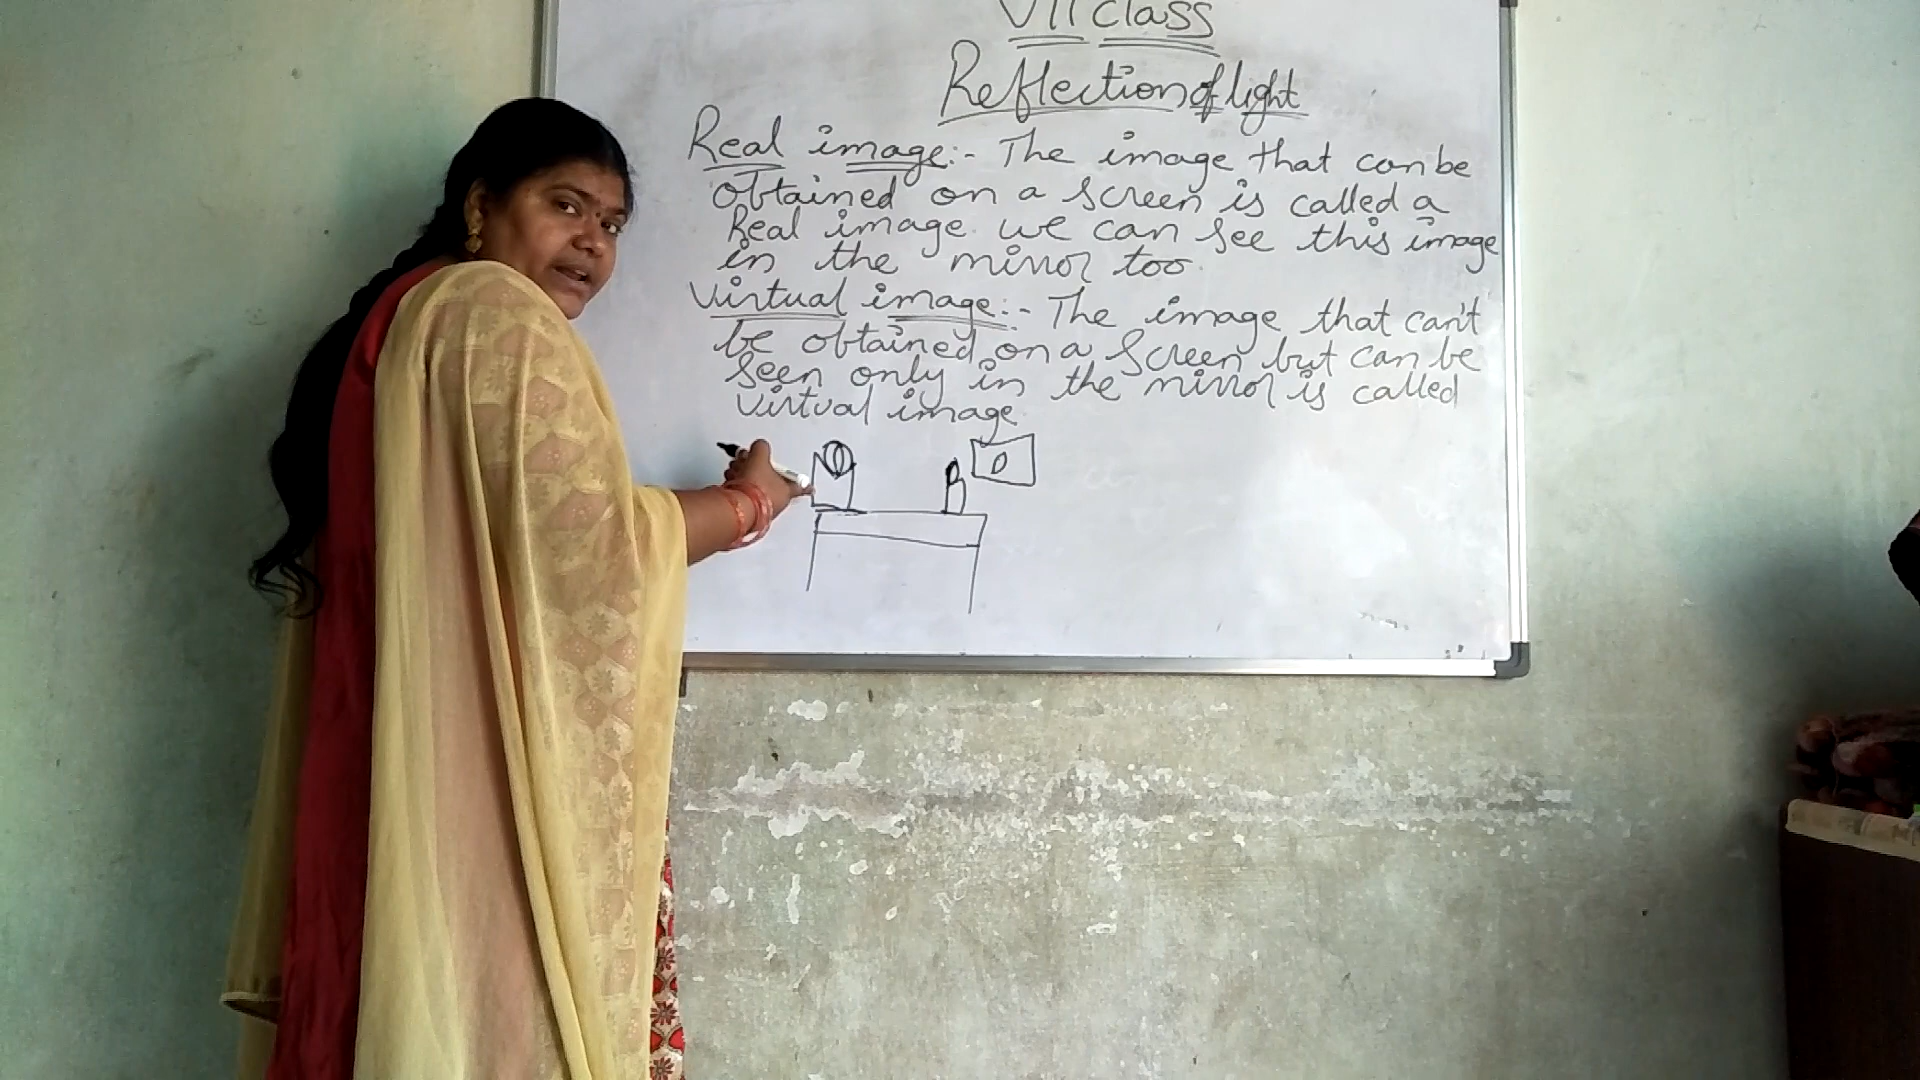 VII class
Reflection of light
Real image:- The image that can be
obtained on a screen is called a
Real image. we can see this image
in the mirror too.
Virtual image:- The image that can't
be obtained on a screen but can be
seen only in the mirror is called
virtual image